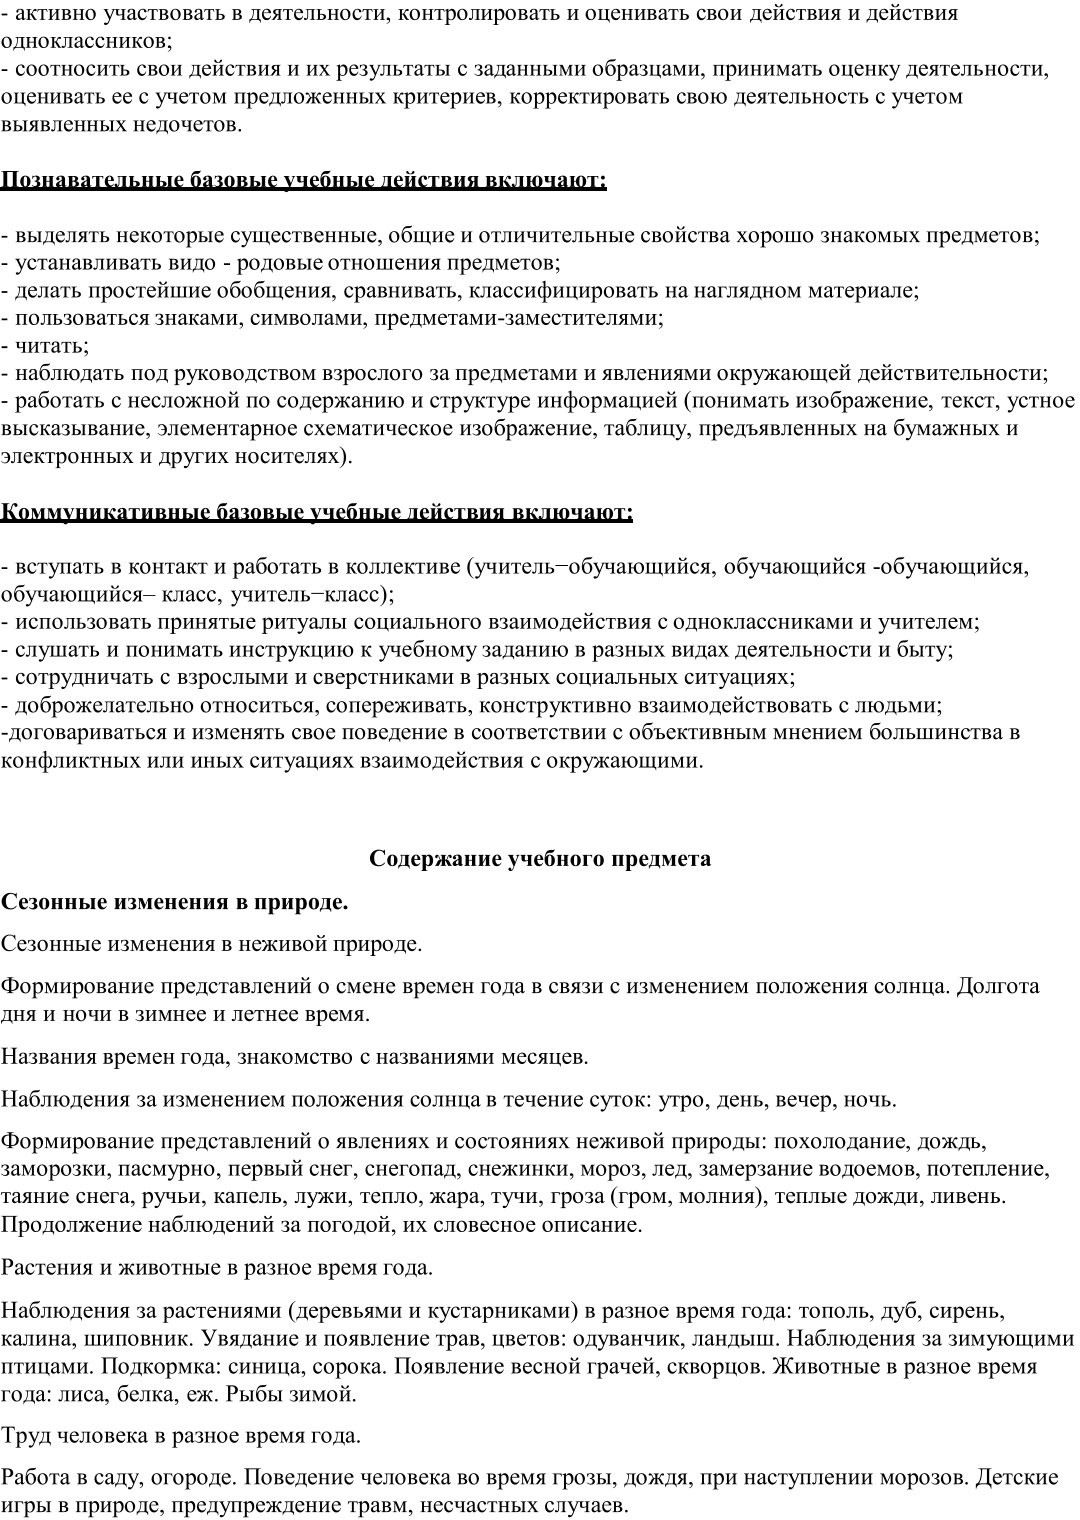 - активно участвовать в деятельности, контролировать и оценивать свои действия и действия
одноклассников;
- соотносить свои действия и их результаты с заданными образцами, принимать оценку деятельности,
оценивать ее с учетом предложенных критериев, корректировать свою деятельность с учетом
выявленных недочетов.
Познавательные базовые учебные действия включают:
- выделять некоторые существенные, общие и отличительные свойства хорошо знакомых предметов;
- устанавливать видо - родовые отношения предметов;
- делать простейшие обобщения, сравнивать, классифицировать на наглядном материале;
- пользоваться знаками, символами, предметами-заместителями;
- читать;
- наблюдать под руководством взрослого за предметами и явлениями окружающей действительности;
- работать с несложной по содержанию и структуре информацией (понимать изображение, текст, устное
высказывание, элементарное схематическое изображение, таблицу, предъявленных на бумажных и
электронных и других носителях).
Коммуникативные базовые учебные действия включают:
- вступать в контакт и работать в коллективе (учитель−обучающийся, обучающийся -обучающийся,
обучающийся– класс, учитель−класс);
- использовать принятые ритуалы социального взаимодействия с одноклассниками и учителем;
- слушать и понимать инструкцию к учебному заданию в разных видах деятельности и быту;
- сотрудничать с взрослыми и сверстниками в разных социальных ситуациях;
- доброжелательно относиться, сопереживать, конструктивно взаимодействовать с людьми;
-договариваться и изменять свое поведение в соответствии с объективным мнением большинства в
конфликтных или иных ситуациях взаимодействия с окружающими.
Содержание учебного предмета
Сезонные изменения в природе.
Сезонные изменения в неживой природе.
Формирование представлений о смене времен года в связи с изменением положения солнца. Долгота
дня и ночи в зимнее и летнее время.
Названия времен года, знакомство с названиями месяцев.
Наблюдения за изменением положения солнца в течение суток: утро, день, вечер, ночь.
Формирование представлений о явлениях и состояниях неживой природы: похолодание, дождь,
заморозки, пасмурно, первый снег, снегопад, снежинки, мороз, лед, замерзание водоемов, потепление,
таяние снега, ручьи, капель, лужи, тепло, жара, тучи, гроза (гром, молния), теплые дожди, ливень.
Продолжение наблюдений за погодой, их словесное описание.
Растения и животные в разное время года.
Наблюдения за растениями (деревьями и кустарниками) в разное время года: тополь, дуб, сирень,
калина, шиповник. Увядание и появление трав, цветов: одуванчик, ландыш. Наблюдения за зимующими
птицами. Подкормка: синица, сорока. Появление весной грачей, скворцов. Животные в разное время
года: лиса, белка, еж. Рыбы зимой.
Труд человека в разное время года.
Работа в саду, огороде. Поведение человека во время грозы, дождя, при наступлении морозов. Детские
игры в природе, предупреждение травм, несчастных случаев.